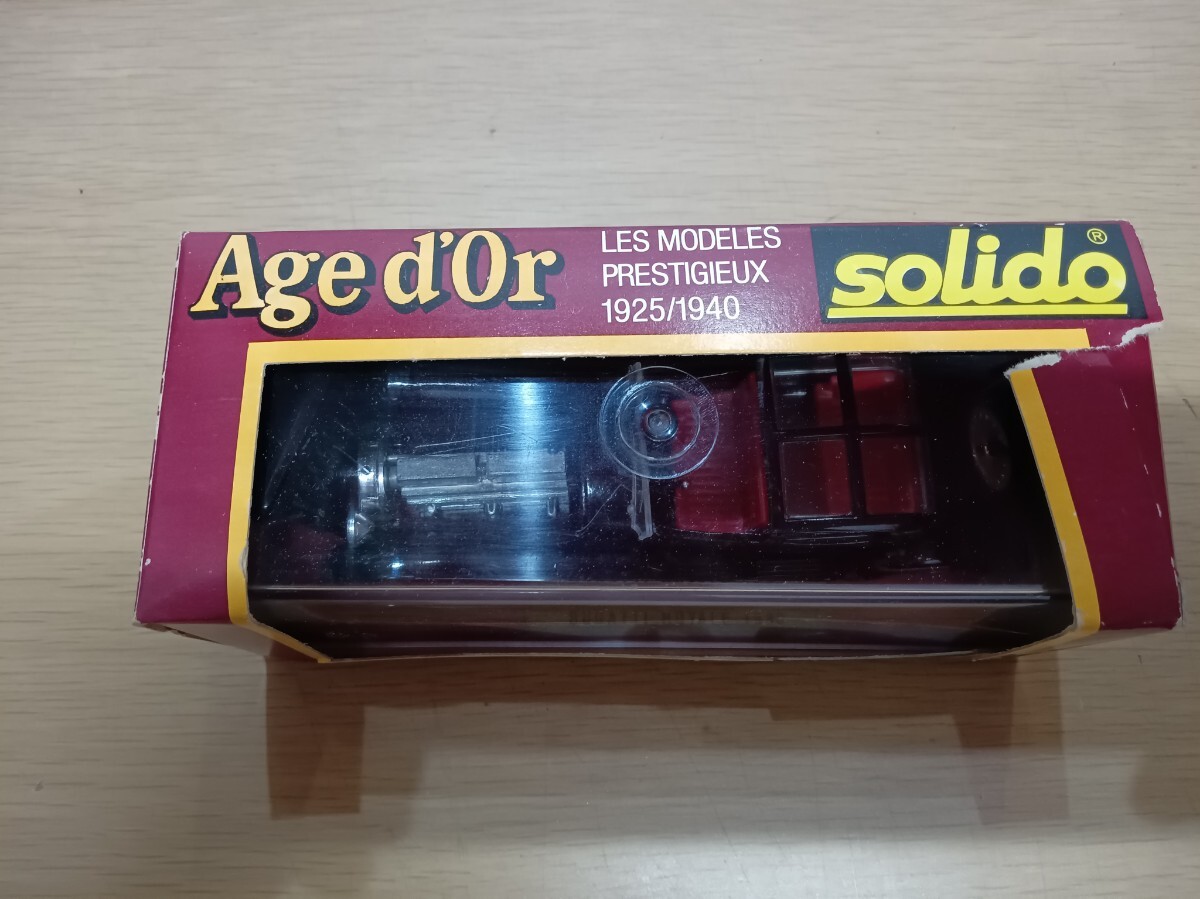 Age d'Or
LES MODELES
PRESTIGIEUX
1925/1940
solido®